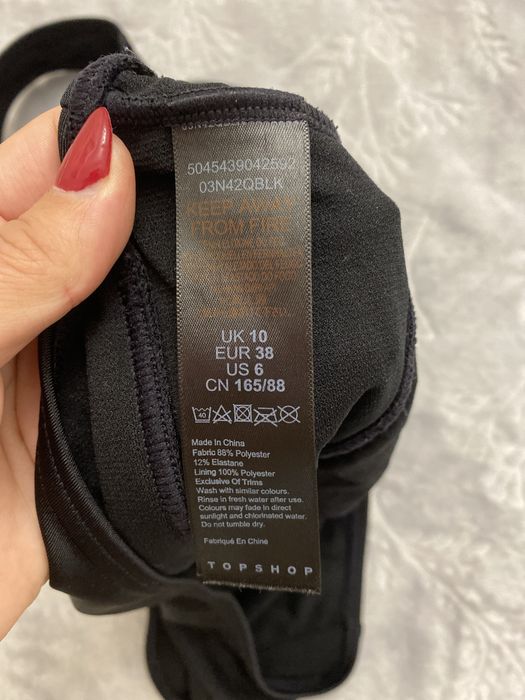 5045439042592
03N42QBLK
KEEP AWAY
FROM FIRE
UK 10
EUR 38
US 6
CN 165/88
40
Made In China
Fabric 88% Polyester
12% Elastane
Lining 100% Polyester
Exclusive Of Trims
Wash with similar colours.
Rinse in fresh water after use.
Colours may fade in direct
sunlight and chlorinated water.
Do not tumble dry.
Fabriqué En Chine
TOPSHOP